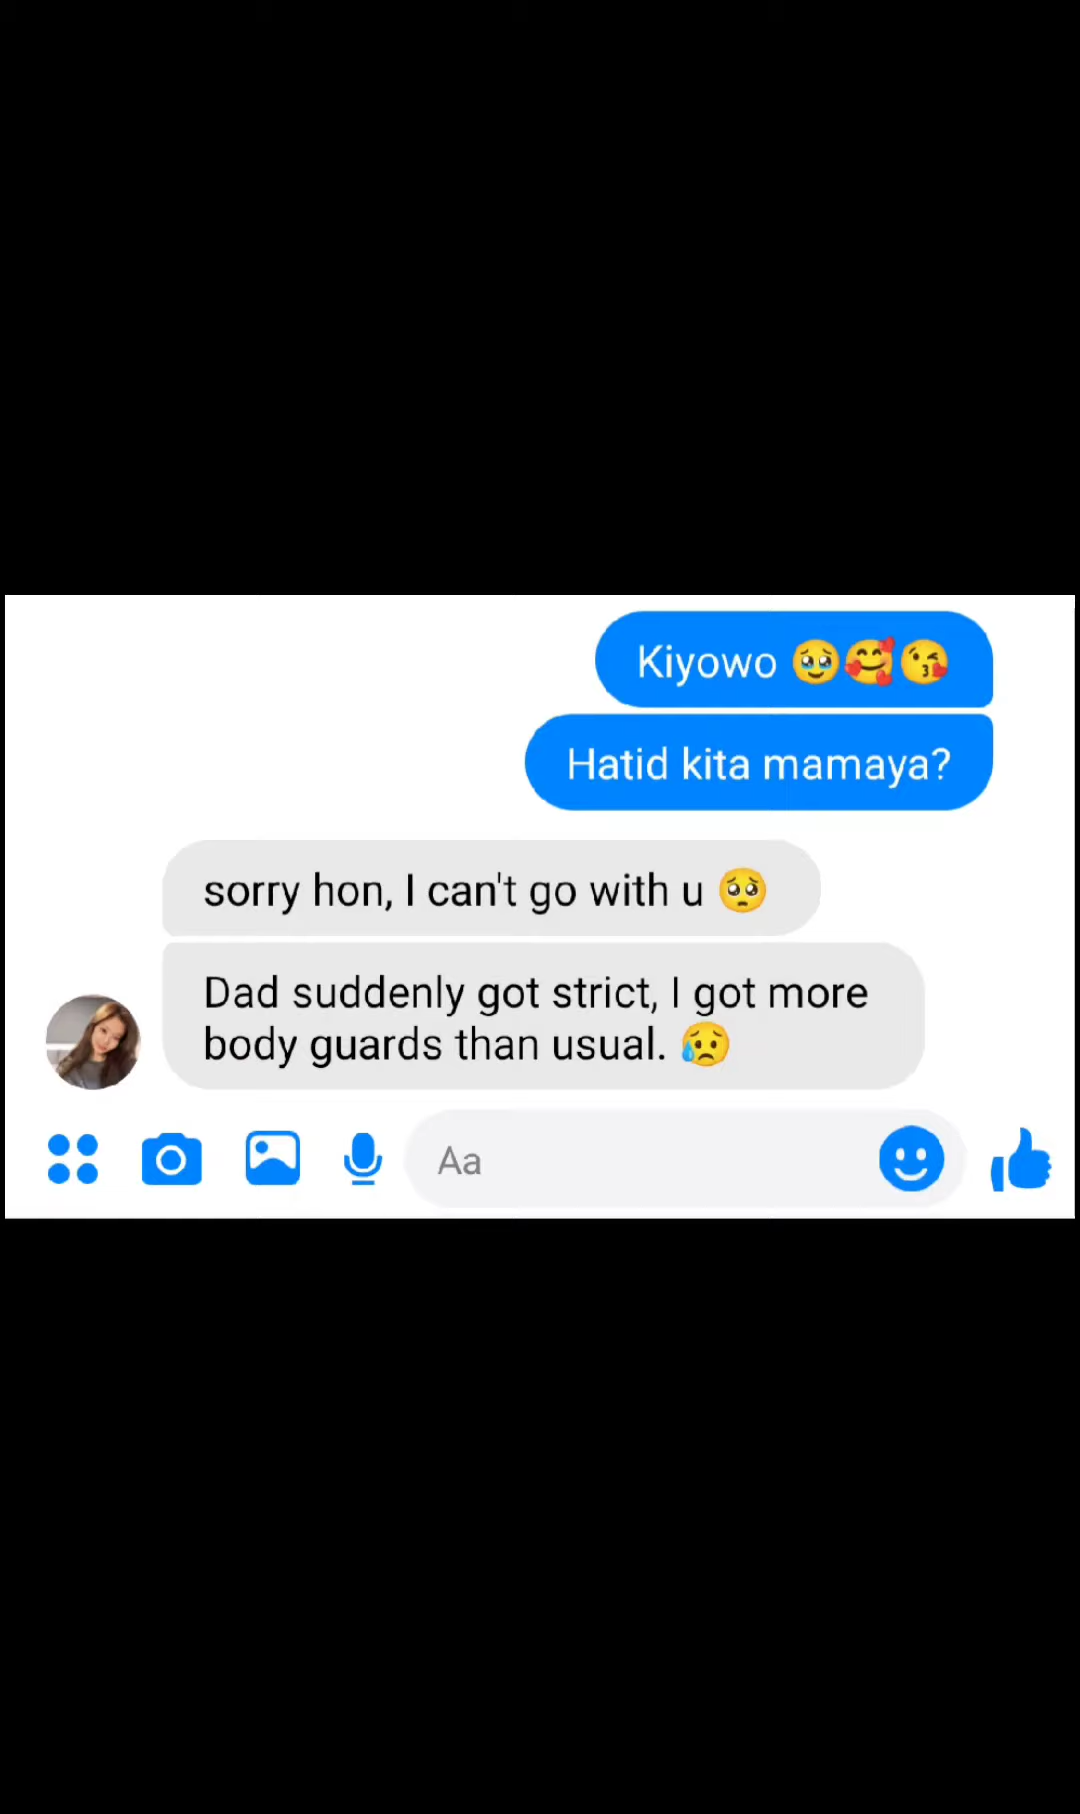 Kiyowo 🥹🥰😘
Hatid kita mamaya?
sorry hon, I can't go with u 🥺
Dad suddenly got strict, I got more
body guards than usual. 😥
Aa